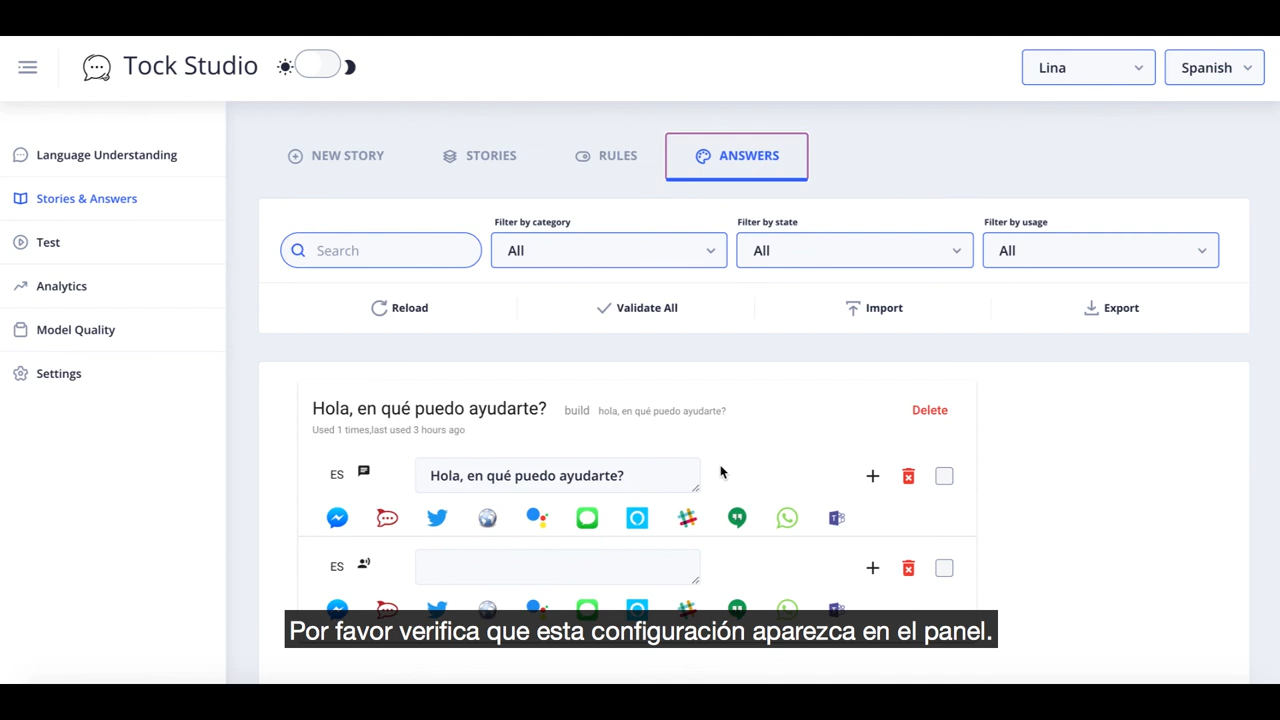 Tock Studio
Lina
Spanish
Language Understanding
Stories & Answers
Test
Analytics
Model Quality
Settings
NEW STORY
STORIES
RULES
ANSWERS
Filter by category
Filter by state
Filter by usage
Search
All
All
All
Reload
Validate All
Import
Export
Hola, en qué puedo ayudarte? build hola, en qué puedo ayudarte?
Delete
Used 1 times,last used 3 hours ago
ES
Hola, en qué puedo ayudarte?
ES
Por favor verifica que esta configuración aparezca en el panel.